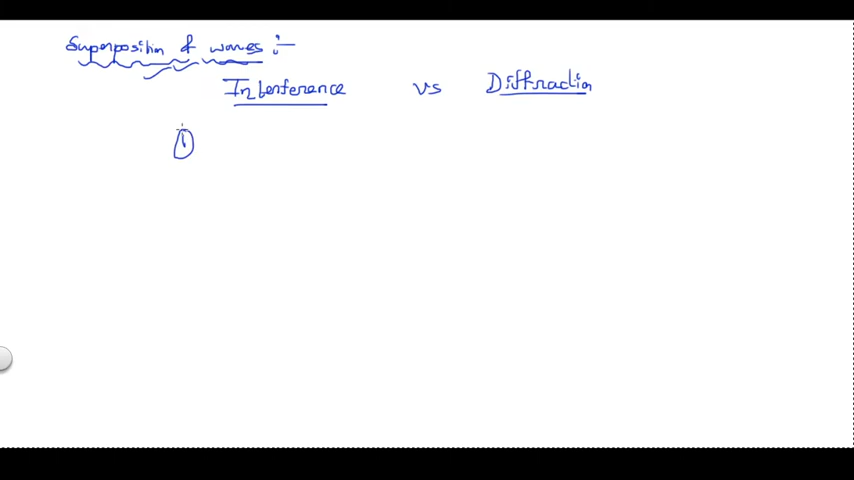 Superposition of waves :-
Interference vs Diffraction
①